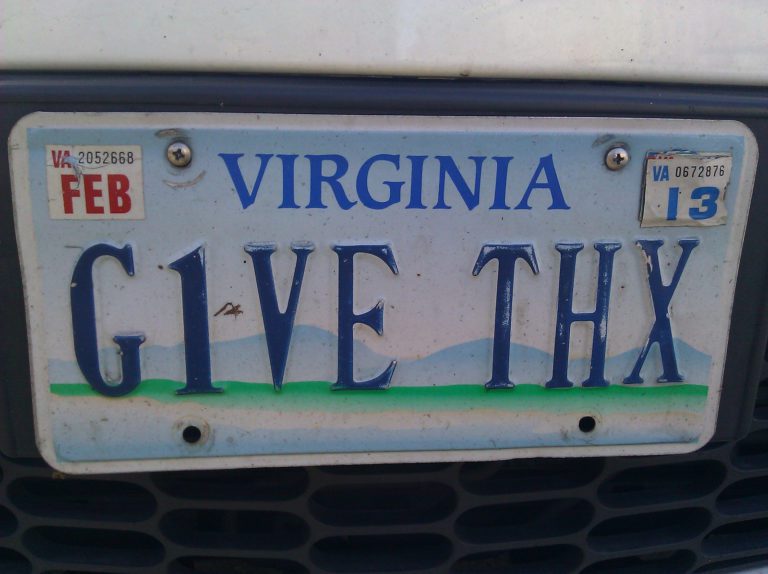 VA 2052668
FEB
VIRGINIA
VA 0672876
13
G1VE THX